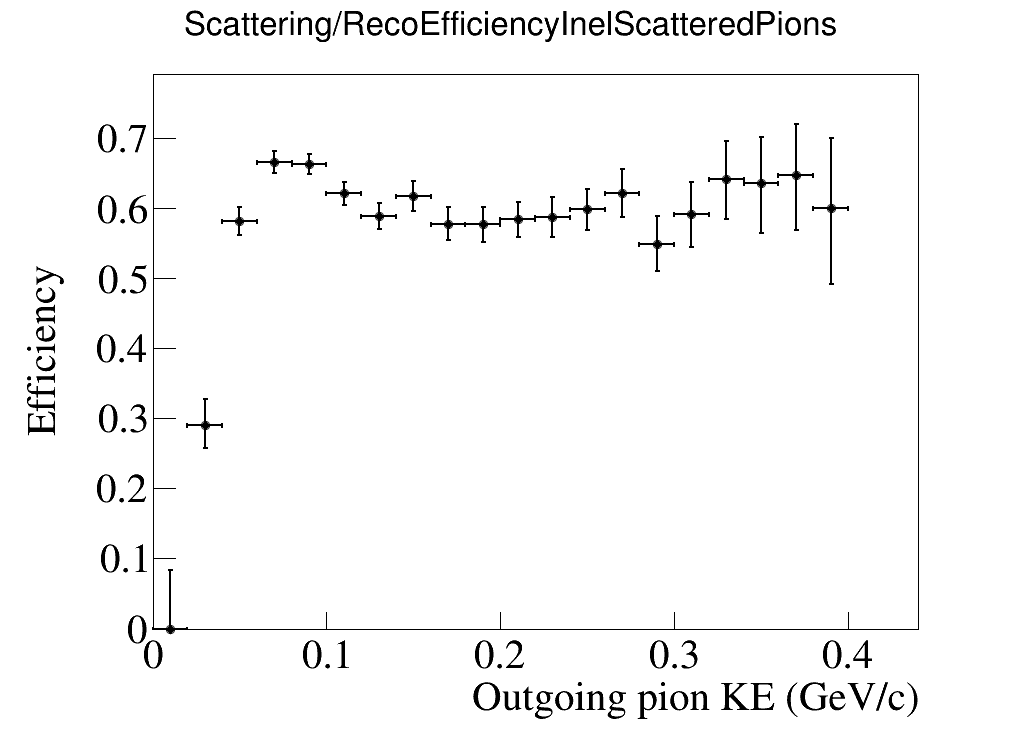 Scattering/RecoEfficiencyInelScatteredPions
Efficiency
0.7
0.6
0.5
0.4
0.3
0.2
0.1
0
0 0.1 0.2 0.3 0.4
Outgoing pion KE (GeV/c)